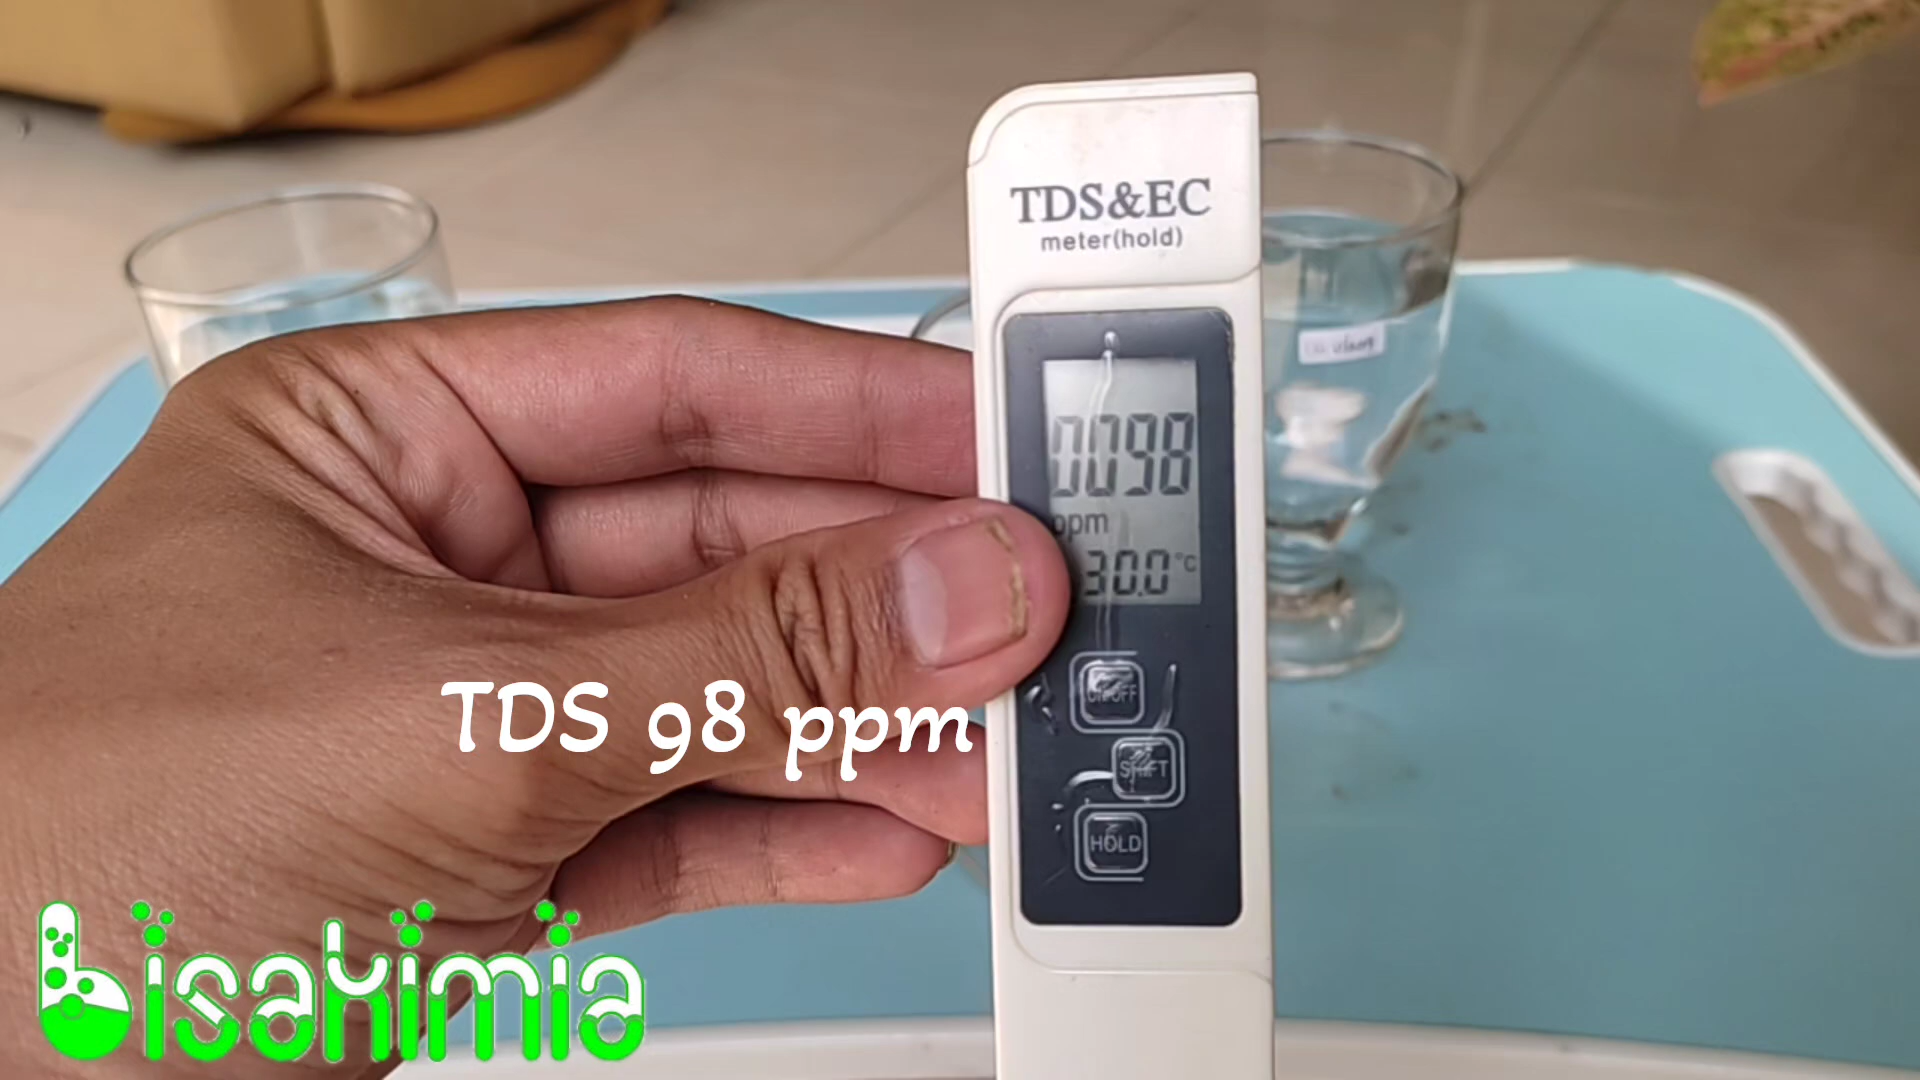 TDS&EC
meter(hold)
0098
ppm
30.0 °C
ON/OFF
SHIFT
HOLD
TDS 98 ppm
bisakimia